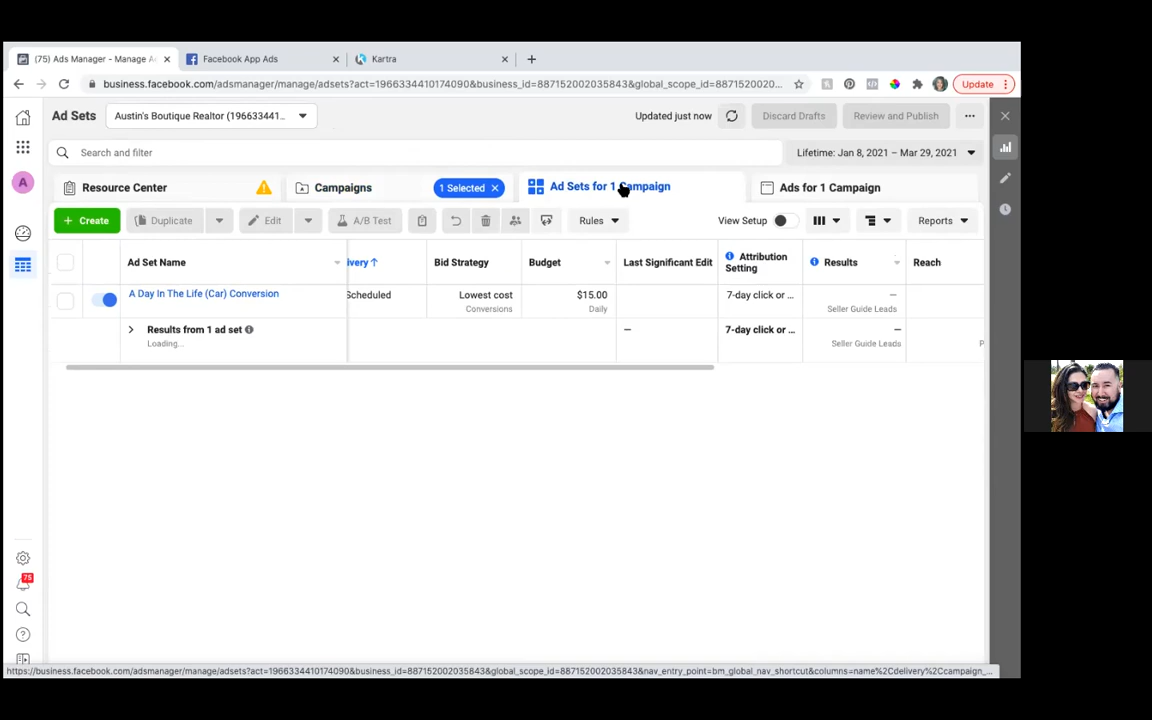 (75) Ads Manager - Manage A
Facebook App Ads
Kartra
business.facebook.com/adsmanager/manage/adsets?act=1966334410174090&business_id=887152002035843&global_scope_id=8871520020...
Update
Ad Sets
Austin's Boutique Realtor (196633441...
Updated just now
Discard Drafts
Review and Publish
Search and filter
Lifetime: Jan 8, 2021 – Mar 29, 2021
A
Resource Center
Campaigns
1 Selected
Ad Sets for 1 Campaign
Ads for 1 Campaign
+ Create
Duplicate
Edit
A/B Test
Rules
View Setup
Reports
Ad Set Name
ivery ↑
Bid Strategy
Budget
Last Significant Edit
Attribution
Setting
Results
Reach
A Day In The Life (Car) Conversion
Scheduled
Lowest cost
Conversions
$15.00
Daily
7-day click or ...
—
Seller Guide Leads
Results from 1 ad set
Loading...
—
7-day click or ...
—
Seller Guide Leads
P
75
https://business.facebook.com/adsmanager/manage/adsets?act=1966334410174090&business_id=887152002035843&global_scope_id=887152002035843&nav_entry_point=bm_global_nav_shortcut&columns=name%2Cdelivery%2Ccampaign_...